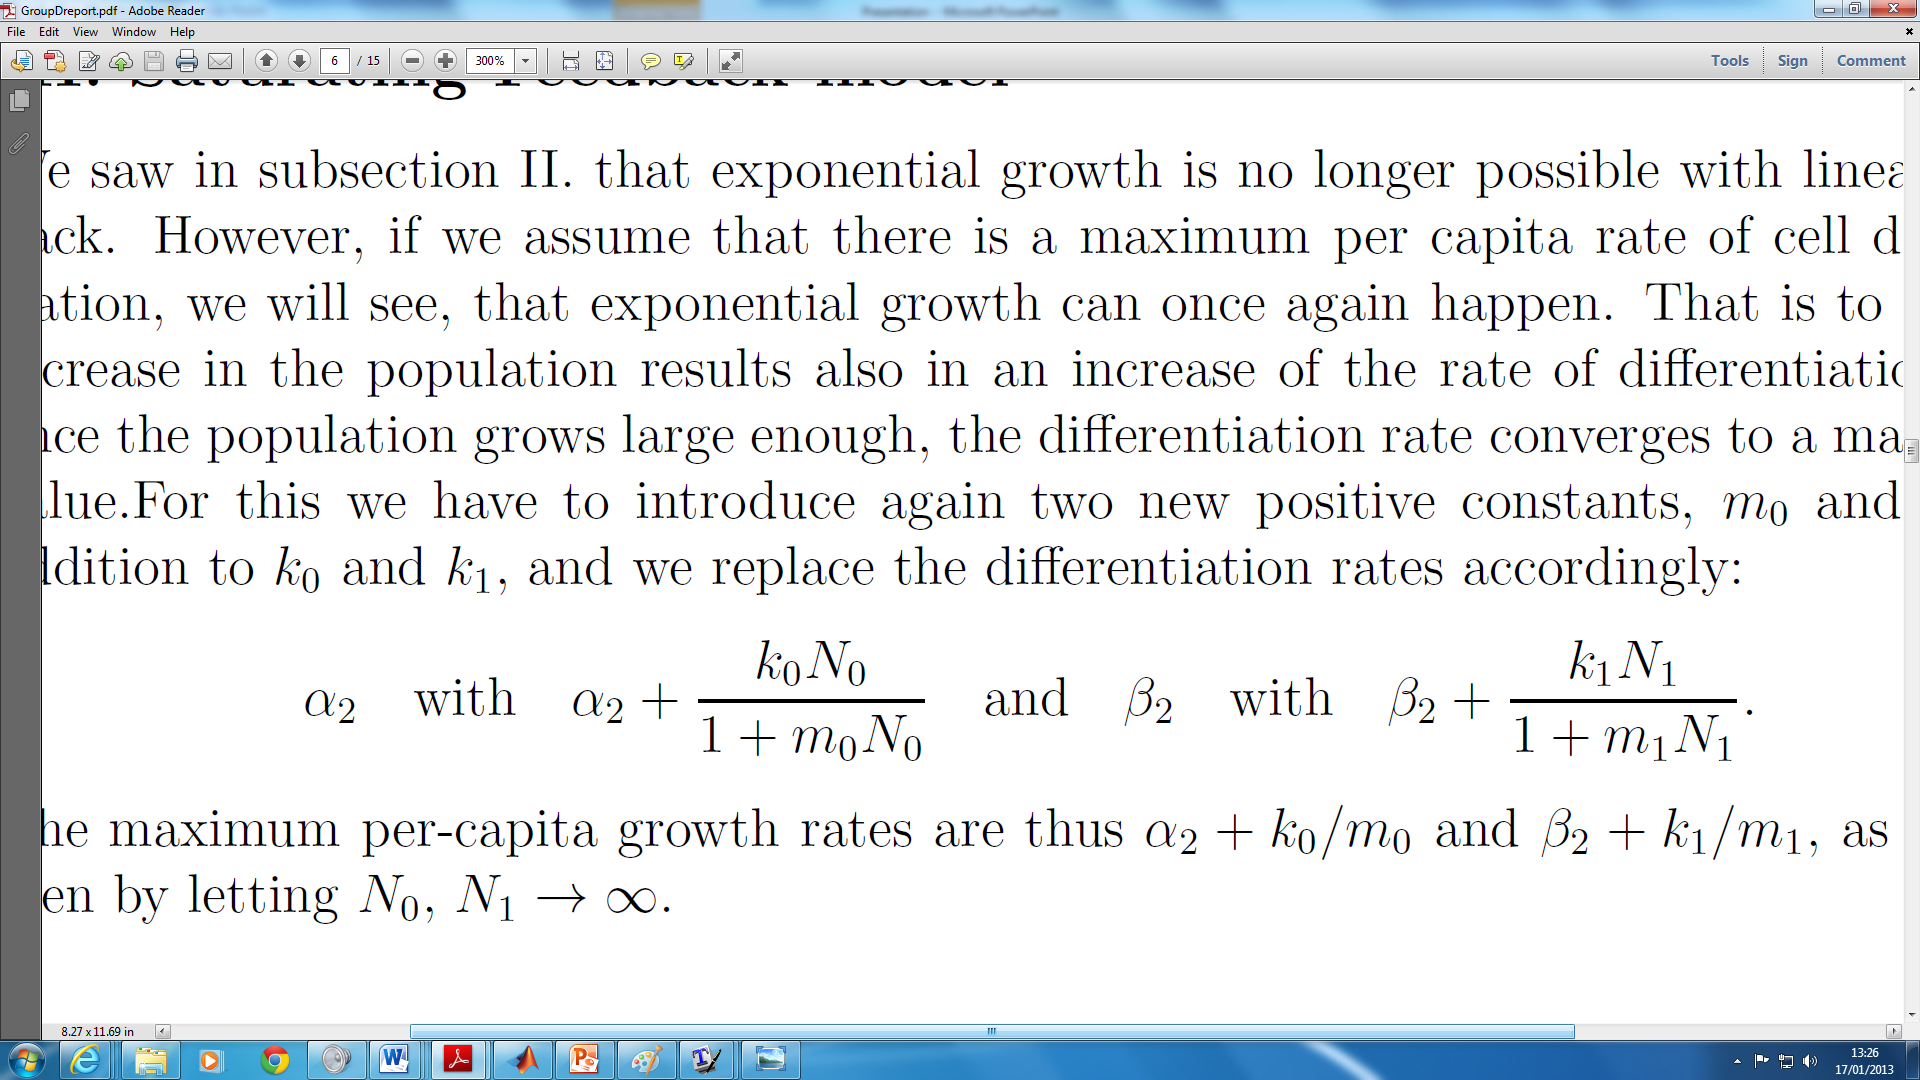 GroupDreport.pdf - Adobe Reader
File Edit View Window Help
6 / 15 300% Tools Sign Comment
Saturating Feedback model
e saw in subsection II. that exponential growth is no longer possible with linea
ack. However, if we assume that there is a maximum per capita rate of cell d
ation, we will see, that exponential growth can once again happen. That is to
crease in the population results also in an increase of the rate of differentiatio
nce the population grows large enough, the differentiation rate converges to a ma
lue.For this we have to introduce again two new positive constants, m₀ and
ddition to k₀ and k₁, and we replace the differentiation rates accordingly:
α₂ with α₂ + k₀N₀ / (1 + m₀N₀) and β₂ with β₂ + k₁N₁ / (1 + m₁N₁).
he maximum per-capita growth rates are thus α₂ + k₀/m₀ and β₂ + k₁/m₁, as
en by letting N₀, N₁ → ∞.
8.27 x 11.69 in
13:26
17/01/2013